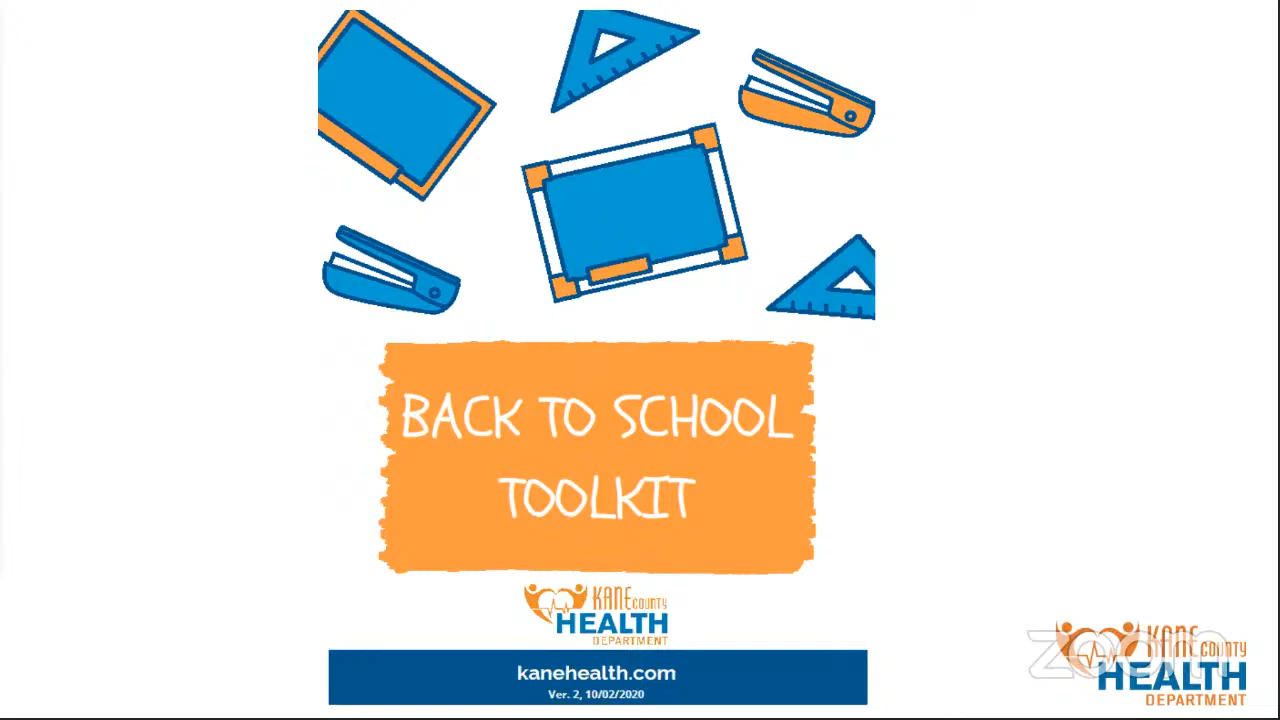 BACK TO SCHOOL
TOOLKIT
KANE COUNTY
HEALTH
DEPARTMENT
kanehealth.com
Ver. 2, 10/02/2020
zoom
KANE COUNTY
HEALTH
DEPARTMENT